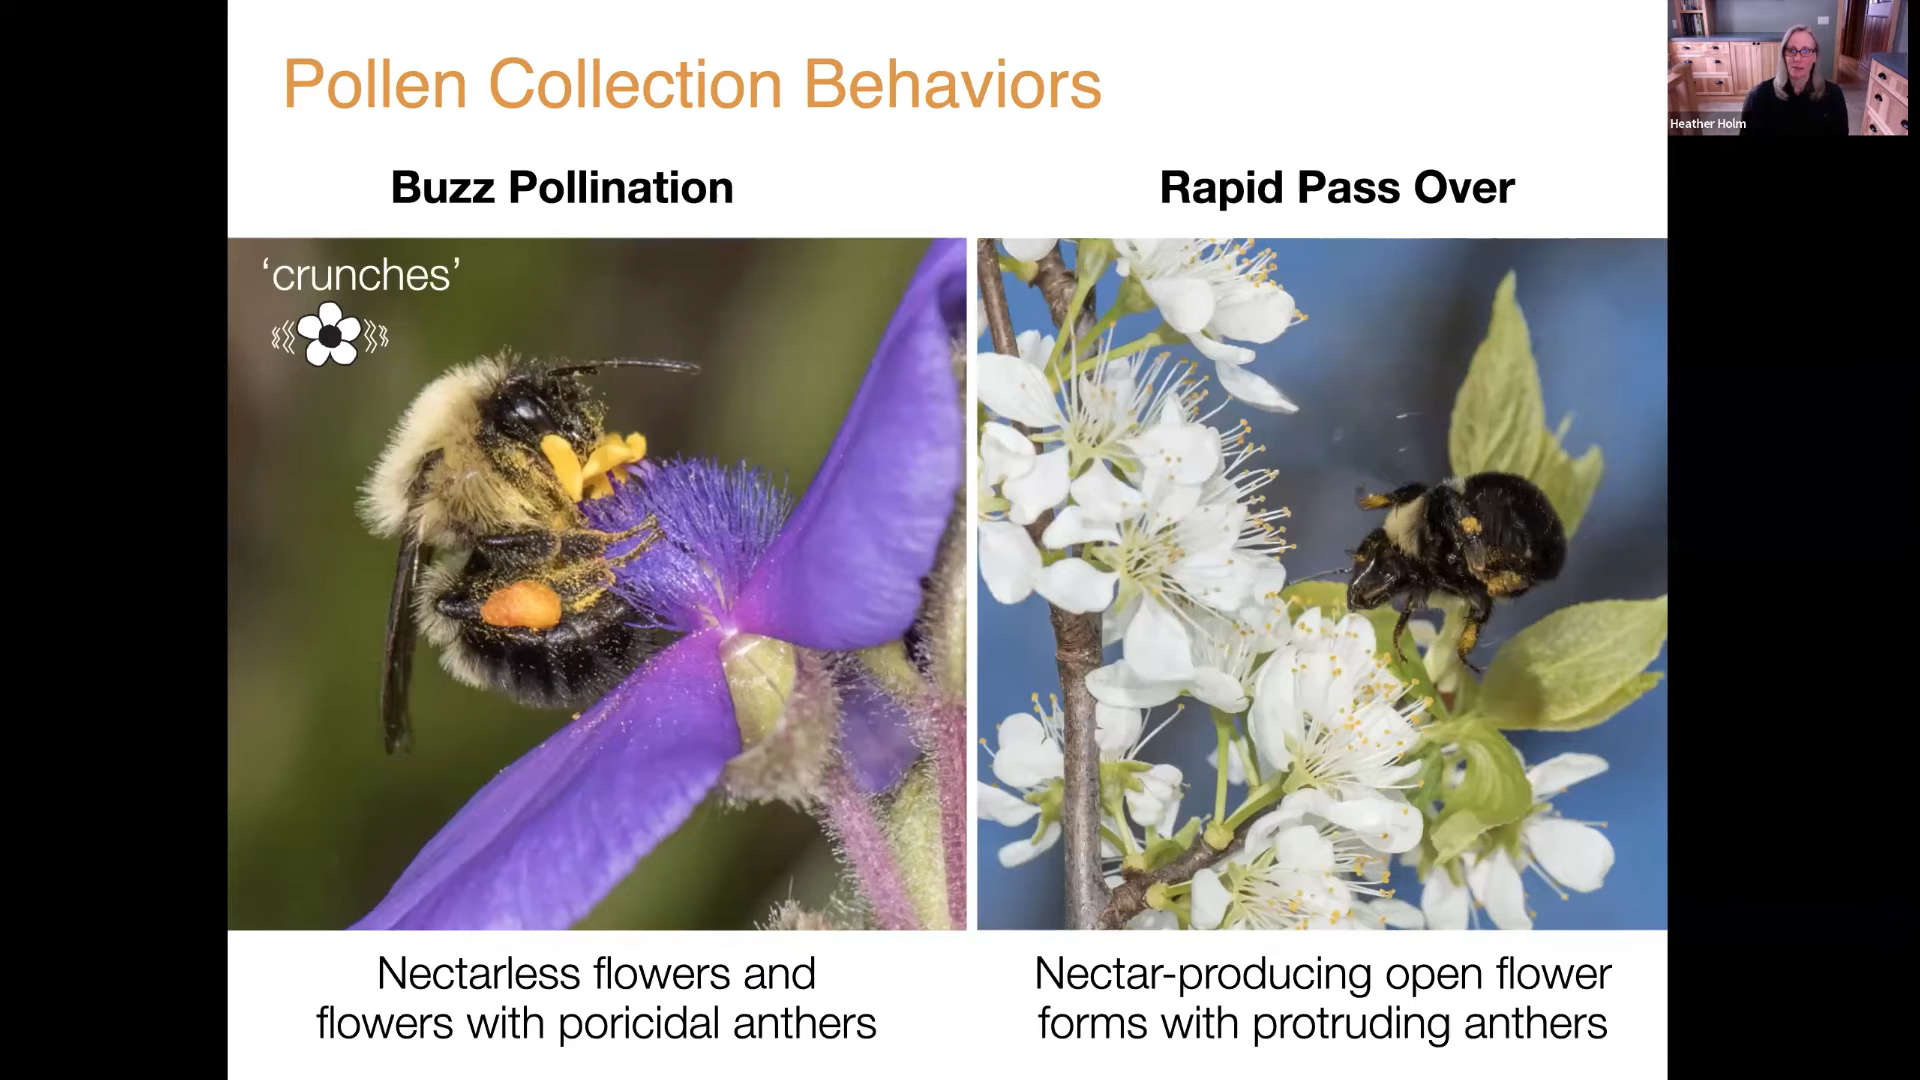 Pollen Collection Behaviors
Heather Holm
Buzz Pollination
Rapid Pass Over
‘crunches’
Nectarless flowers and
flowers with poricidal anthers
Nectar-producing open flower
forms with protruding anthers